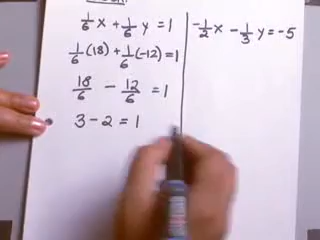 1/6 x + 1/6 y = 1
1/6 (18) + 1/6 (-12) = 1
18/6 - 12/6 = 1
3 - 2 = 1
-1/2 x - 1/3 y = -5